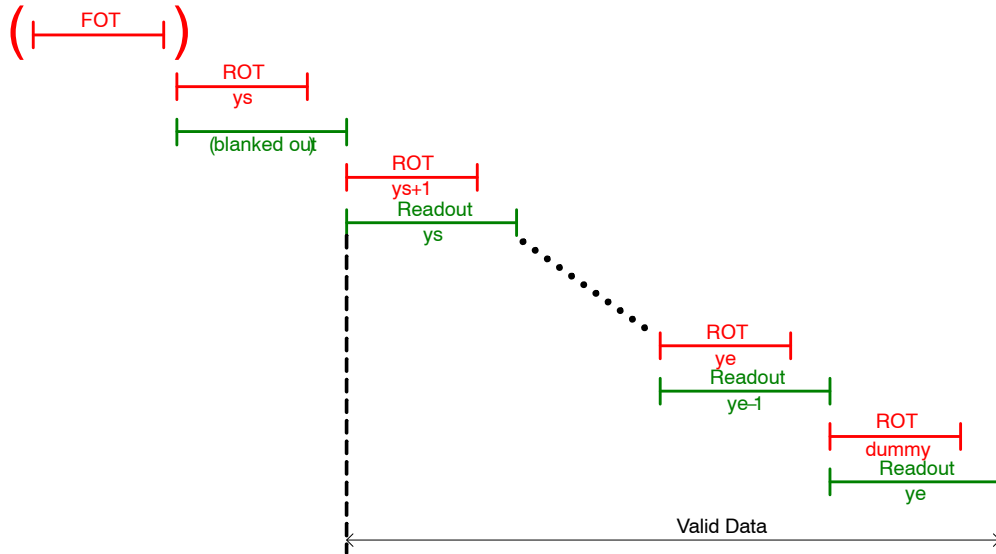 ( FOT )
ROT
ys
(blanked out)
ROT
ys+1
Readout
ys
ROT
ye
Readout
ye–1
ROT
dummy
Readout
ye
Valid Data